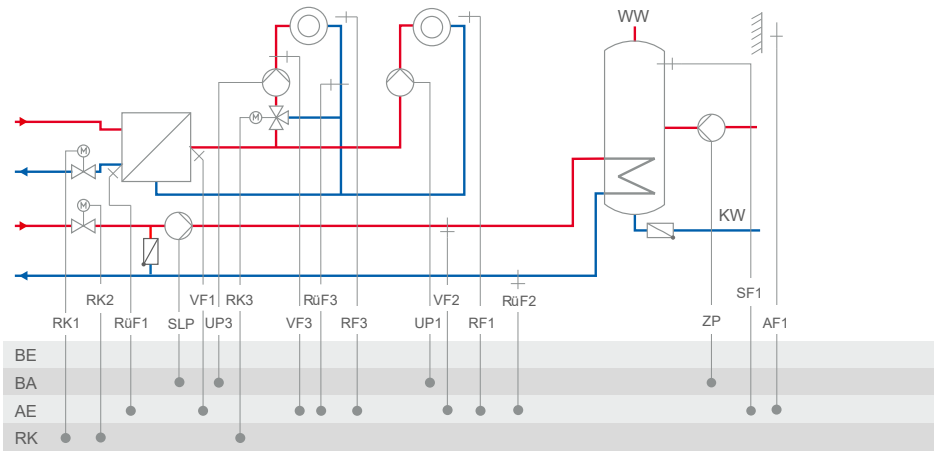 WW
M
M
M
KW
RK2 VF1 RK3 RüF3 VF2 RüF2 SF1
RK1 RüF1 SLP UP3 VF3 RF3 UP1 RF1 ZP AF1
BE
BA
AE
RK